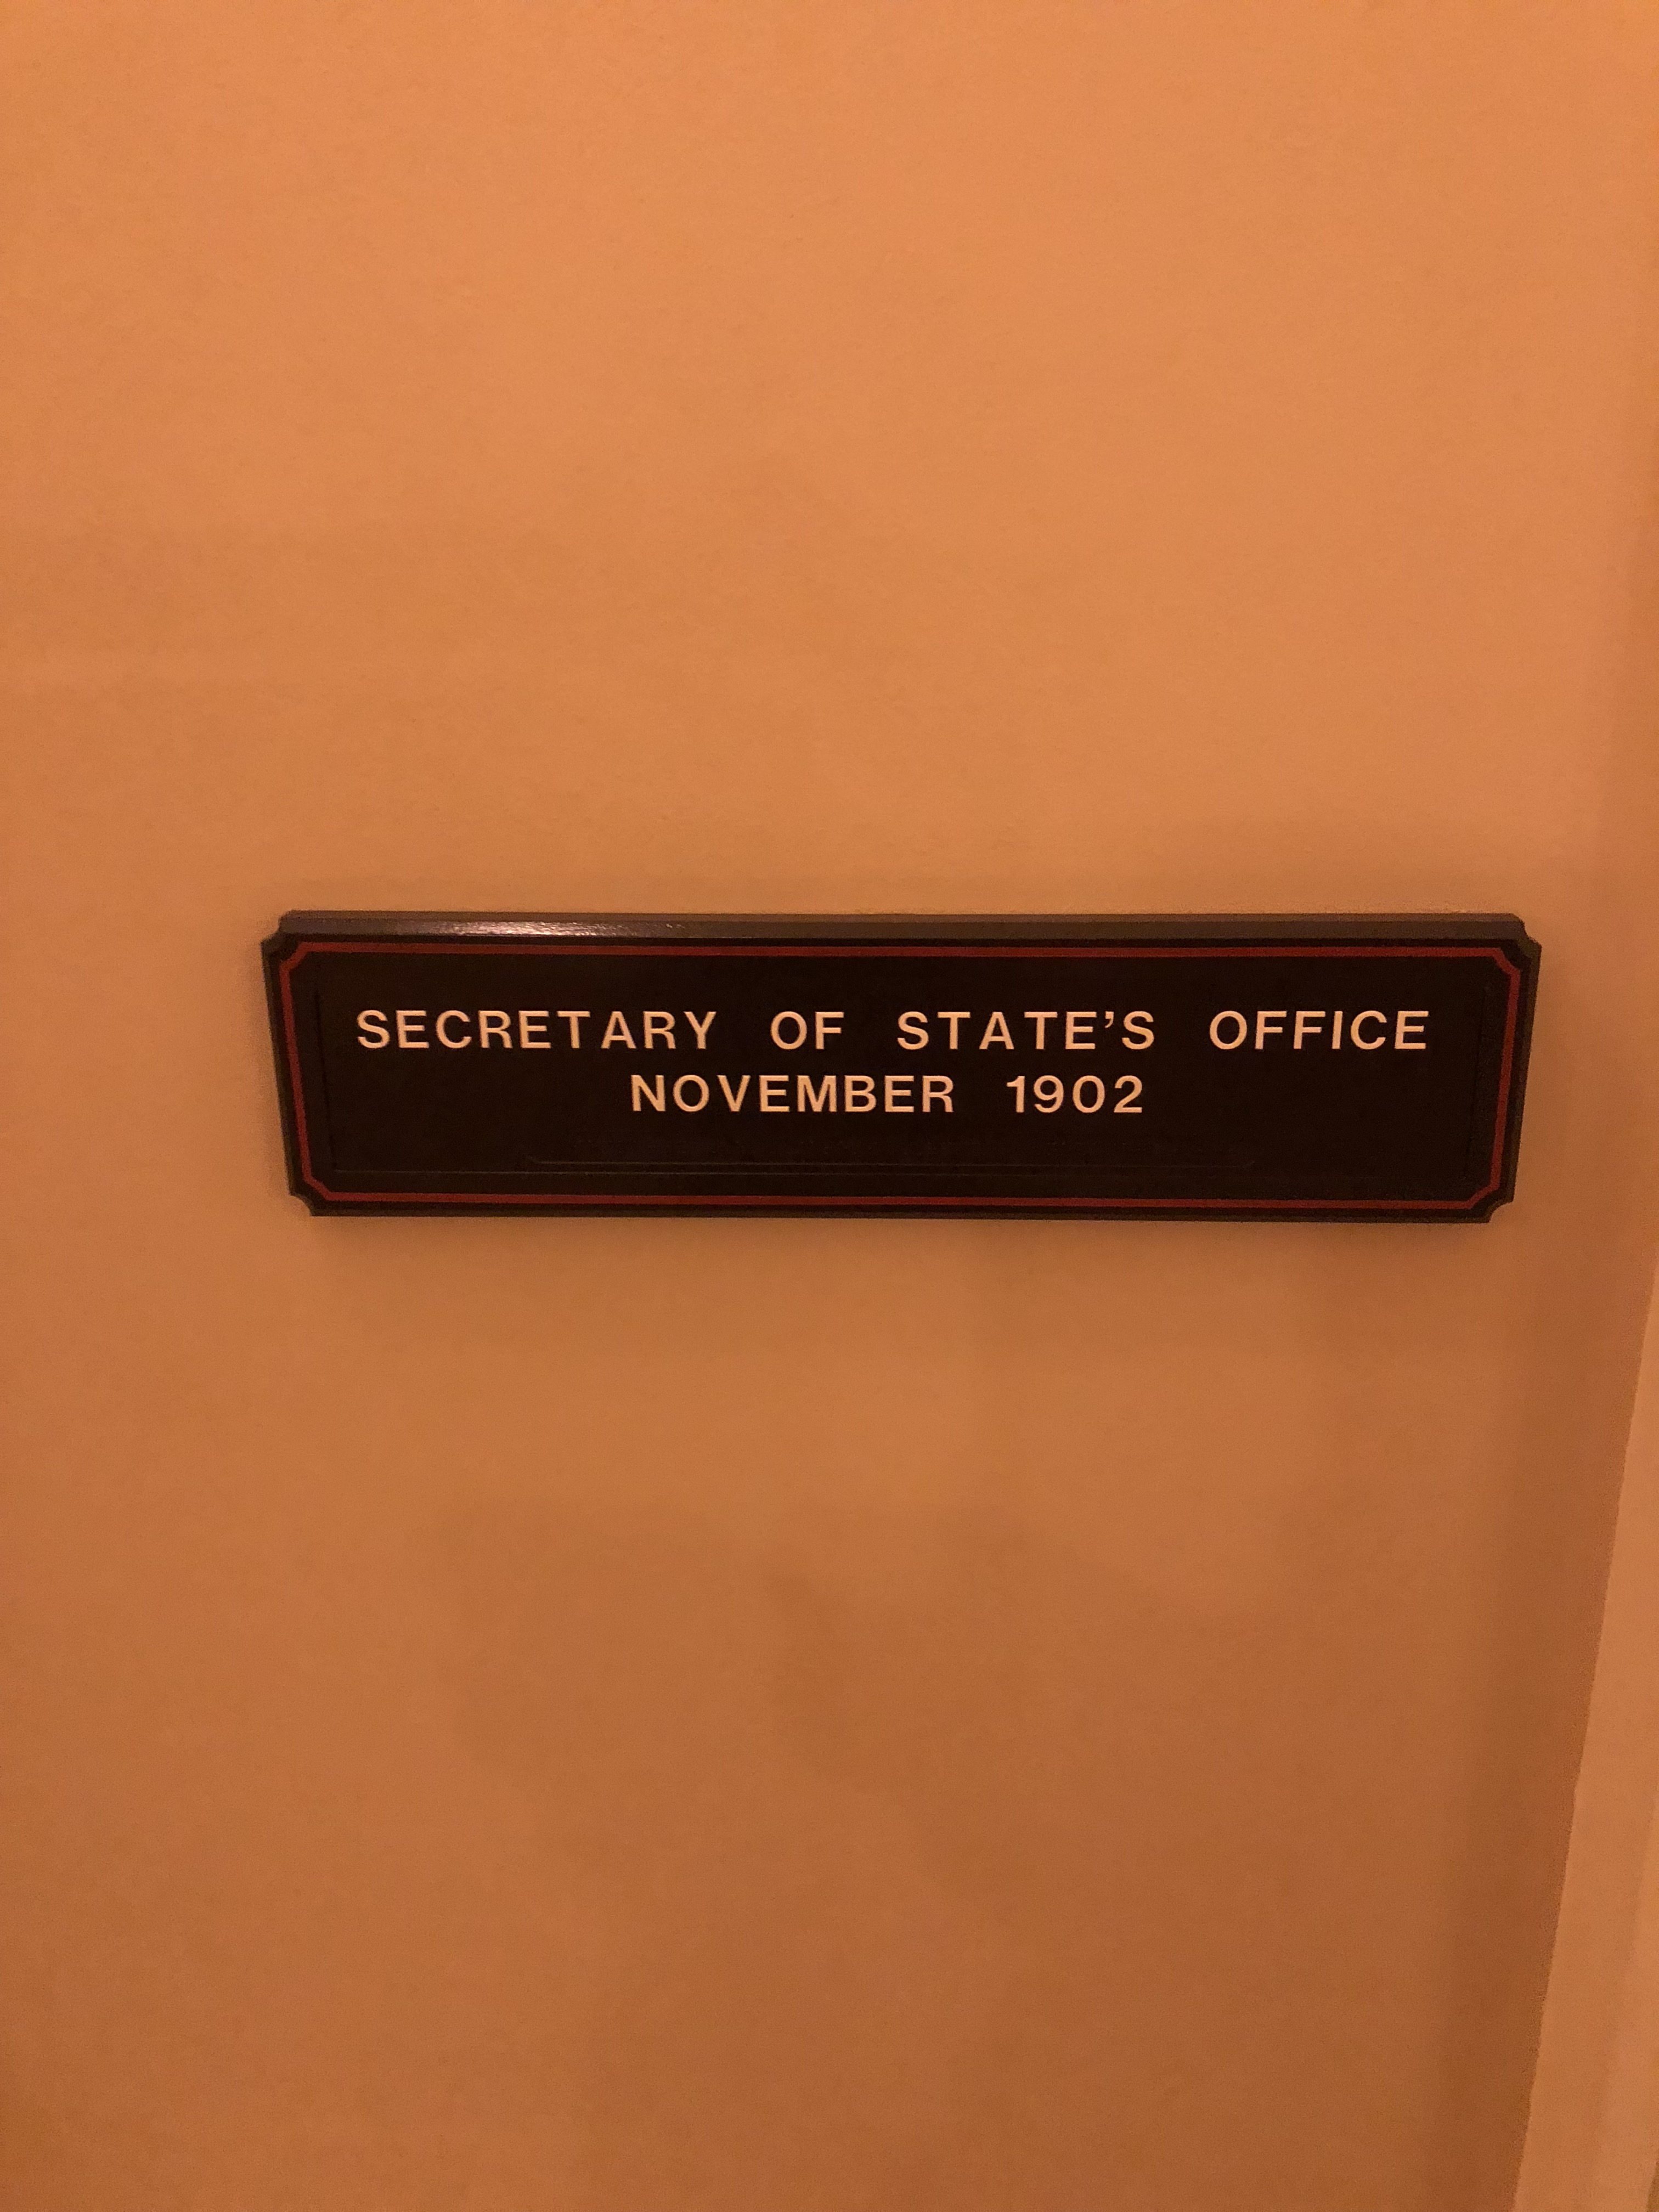 SECRETARY OF STATE’S OFFICE
NOVEMBER 1902